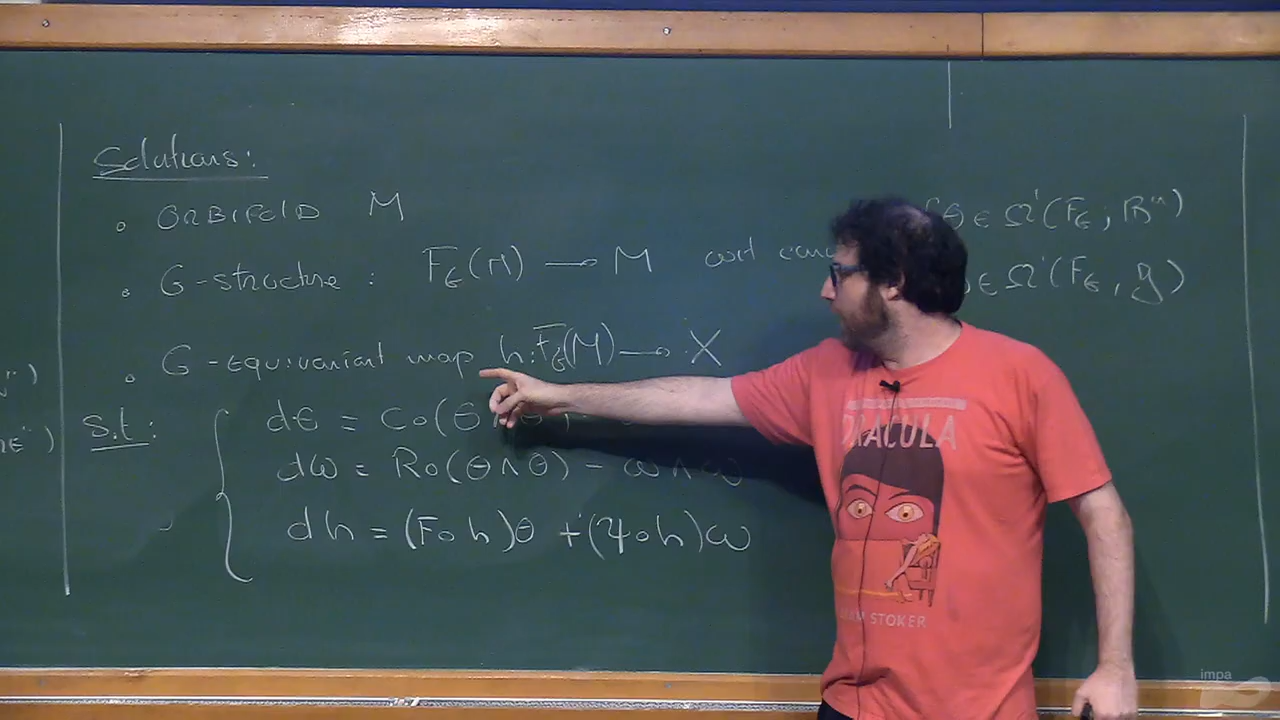 Solutions:
• ORBIFOLD M
• G-structure : F_G(M) → M
θ ∈ Ω¹(F_G ; ℝⁿ)
∈ Ω¹(F_G , 𝔤)
• G-equivariant map h: F_G(M) → X
s.t:
dθ = C∘(θ∧θ)
dω = R∘(θ∧θ) - ω∧ω
dh = (F∘h)θ + (ψ∘h)ω
DRACULA
STOKER
impa